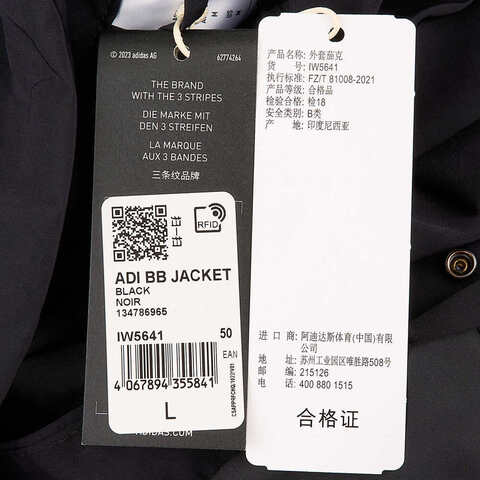 © 2023 adidas AG 62774264
THE BRAND
WITH THE 3 STRIPES
DIE MARKE MIT
DEN 3 STREIFEN
LA MARQUE
AUX 3 BANDES
三条纹品牌
扫一扫
RFID
ADI BB JACKET
BLACK
NOIR
134786965
IW5641 50
EAN
4 067894 355841
L
ADIDAS.COM
产品名称: 外套茄克
货 号: IW5641
执行标准: FZ/T 81008-2021
产品等级: 合格品
检验合格: 检18
安全类别: B类
产 地: 印度尼西亚
进 口 商: 阿迪达斯体育(中国)有限
公司
地 址: 苏州工业园区唯胜路508号
邮 编: 215126
电 话: 400 880 1515
合格证